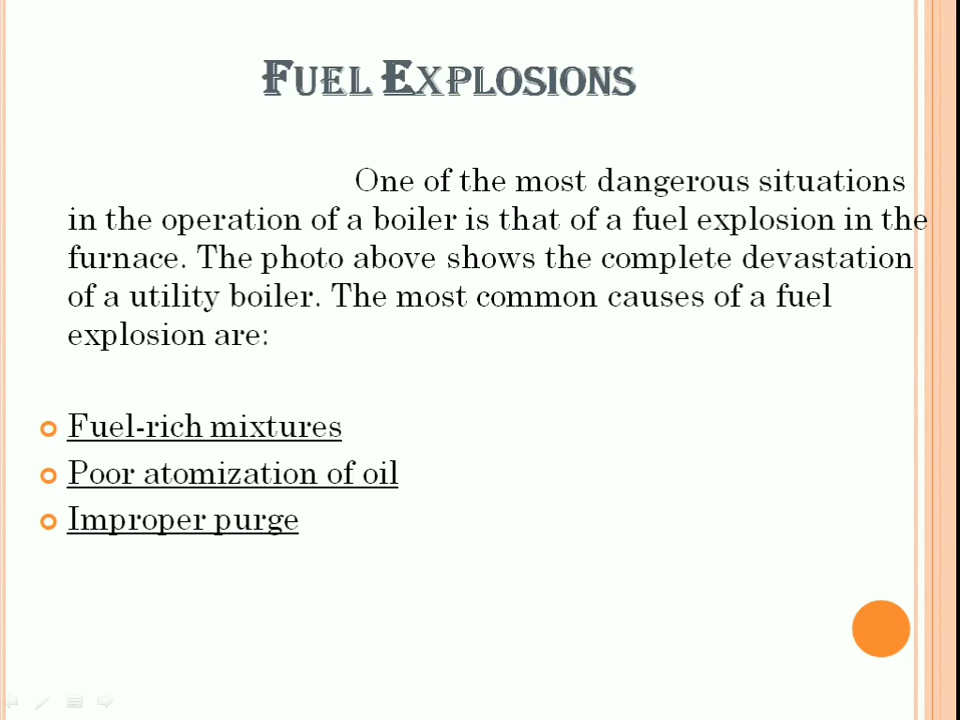 FUEL EXPLOSIONS
One of the most dangerous situations
in the operation of a boiler is that of a fuel explosion in the
furnace. The photo above shows the complete devastation
of a utility boiler. The most common causes of a fuel
explosion are:
Fuel-rich mixtures
Poor atomization of oil
Improper purge